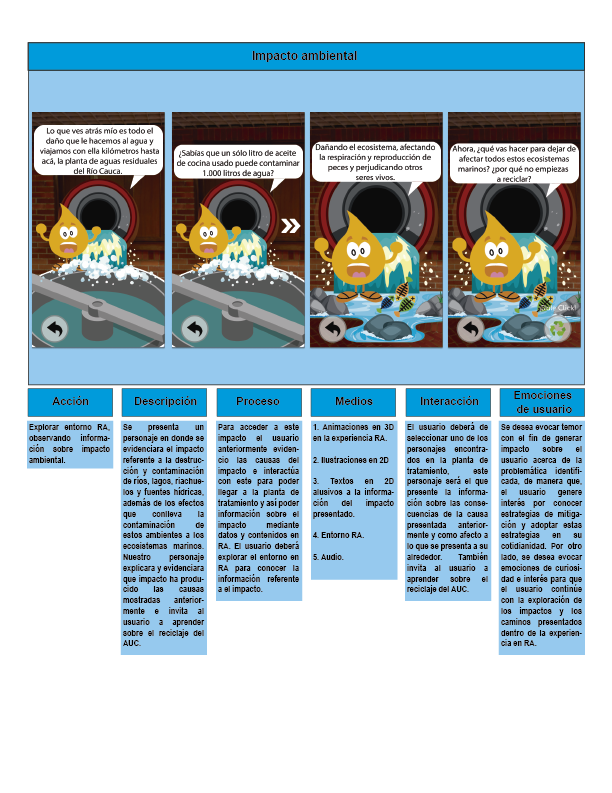 Impacto ambiental
Lo que ves atrás mío es todo el
daño que le hacemos al agua y
viajamos con ella kilómetros hasta
acá, la planta de aguas residuales
del Río Cauca.
¿Sabías que un sólo litro de aceite
de cocina usado puede contaminar
1.000 litros de agua?
Dañando el ecosistema, afectando
la respiración y reproducción de
peces y perjudicando otros
seres vivos.
Ahora, ¿qué vas hacer para dejar de
afectar todos estos ecosistemas
marinos? ¿por qué no empiezas
a reciclar?
Click!
Acción
Explorar entorno RA,
observando informa-
ción sobre impacto
ambiental.
Descripción
Se presenta un
personaje en donde se
evidenciara el impacto
referente a la destruc-
ción y contaminación
de ríos, lagos, riachue-
los y fuentes hídricas,
además de los efectos
que conlleva la
contaminación de
estos ambientes a los
ecosistemas marinos.
Nuestro personaje
explicara y evidenciara
que impacto ha produ-
cido las causas
mostradas anterior-
mente e invita al
usuario a aprender
sobre el reciclaje del
AUC.
Proceso
Para acceder a este
impacto el usuario
anteriormente eviden-
cio las causas del
impacto e interactúa
con este para poder
llegar a la planta de
tratamiento y así poder
información sobre el
impacto mediante
datos y contenidos en
RA. El usuario deberá
explorar el entorno en
RA para conocer la
información referente
a el impacto.
Medios
1. Animaciones en 3D
en la experiencia RA.
2. Ilustraciones en 2D
3. Textos en 2D
alusivos a la informa-
ción del impacto
presentado.
4. Entorno RA.
5. Audio.
Interacción
El usuario deberá de
seleccionar uno de los
personajes encontra-
dos en la planta de
tratamiento, este
personaje será el que
presente la informa-
ción sobre las conse-
cuencias de la causa
presentada anterior-
mente y como afecto a
lo que se presenta a su
alrededor. También
invita al usuario a
aprender sobre el
reciclaje del AUC.
Emociones
de usuario
Se desea evocar temor
con el fin de generar
impacto sobre el
usuario acerca de la
problemática identifi-
cada, de manera que,
el usuario genere
interés por conocer
estrategias de mitiga-
ción y adoptar estas
estrategias en su
cotidianidad. Por otro
lado, se desea evocar
emociones de curiosi-
dad e interés para que
el usuario continúe
con la exploración de
los impactos y los
caminos presentados
dentro de la experien-
cia en RA.